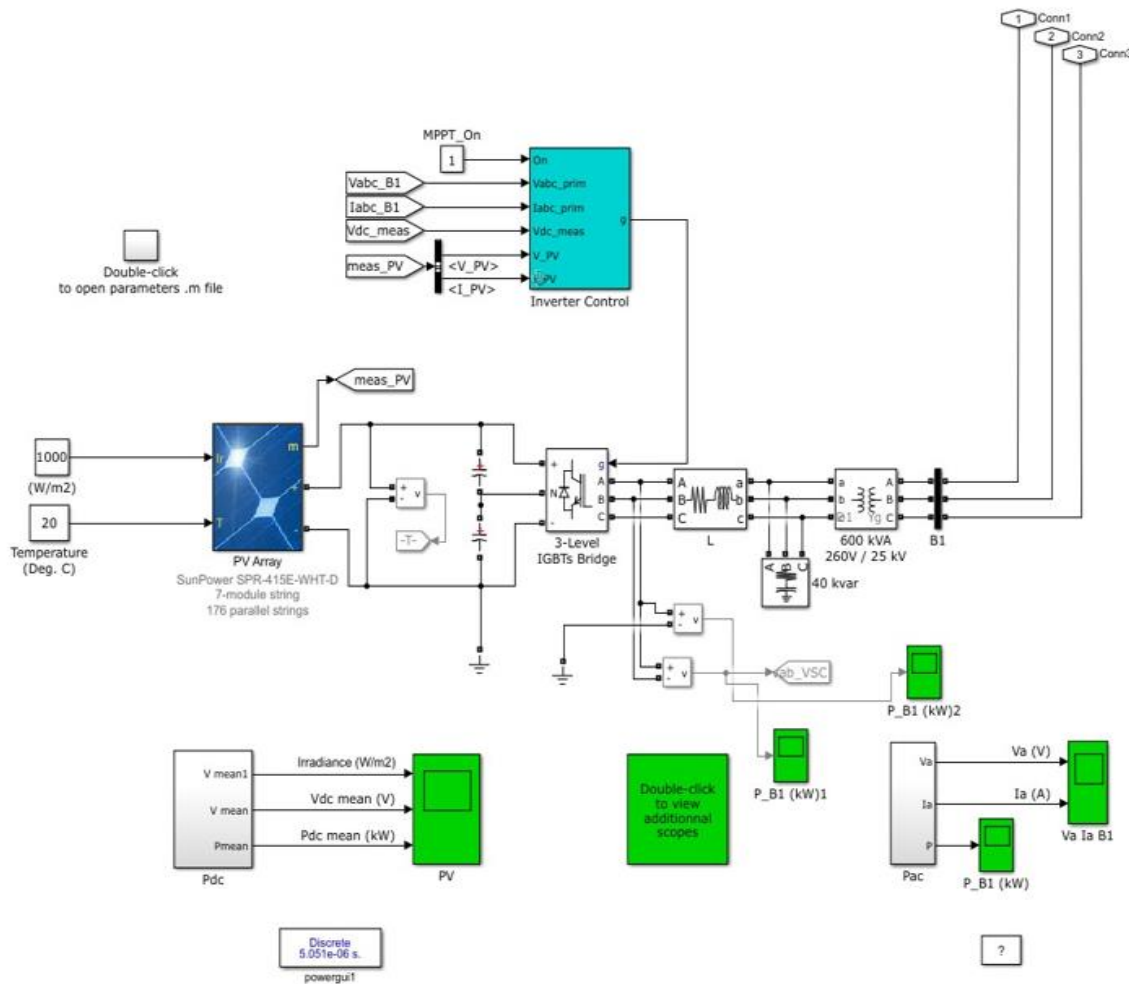 1
Conn1
2
Conn2
3
Conn3
MPPT_On
1
On
Vabc_B1
Vabc_prim
Iabc_B1
Iabc_prim
Vdc_meas
Vdc_meas
g
meas_PV
<V_PV>
V_PV
<I_PV>
Inverter Control
Double-click
to open parameters .m file
meas_PV
1000
(W/m2)
Ir
m
+
20
T
-
Temperature
(Deg. C)
PV Array
SunPower SPR-415E-WHT-D
7-module string
176 parallel strings
+
-
v
-T-
+
N
-
g
A
B
C
3-Level
IGBTs Bridge
A
B
C
a
b
c
L
a
b
Yg
A
B
C
600 kVA
260V / 25 kV
B1
A
B
C
40 kvar
+
-
v
+
-
v
ab_VSC
P_B1 (kW)2
P_B1 (kW)1
V mean1
Irradiance (W/m2)
V mean
Vdc mean (V)
Pmean
Pdc mean (kW)
Pdc
PV
Double-click
to view
additionnal
scopes
Va
Va (V)
Ia
Ia (A)
P
Pac
Va Ia B1
P_B1 (kW)
Discrete
5.051e-06 s.
powergui1
?